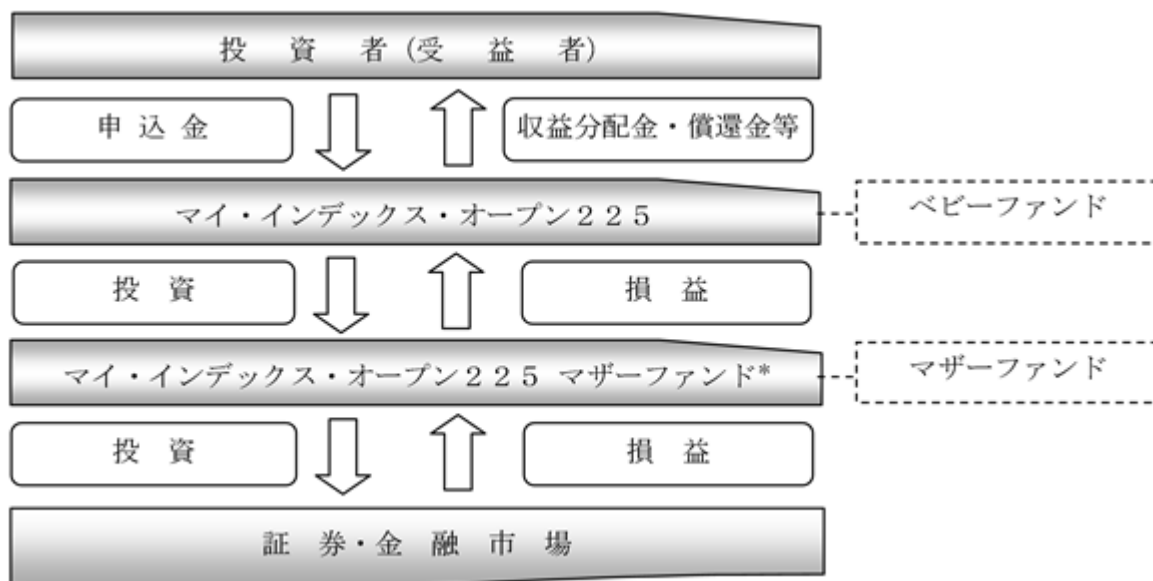 投資者(受益者)
申込金
収益分配金・償還金等
マイ・インデックス・オープン２２５
ベビーファンド
投資
損益
マイ・インデックス・オープン２２５ マザーファンド*
マザーファンド
投資
損益
証券・金融市場